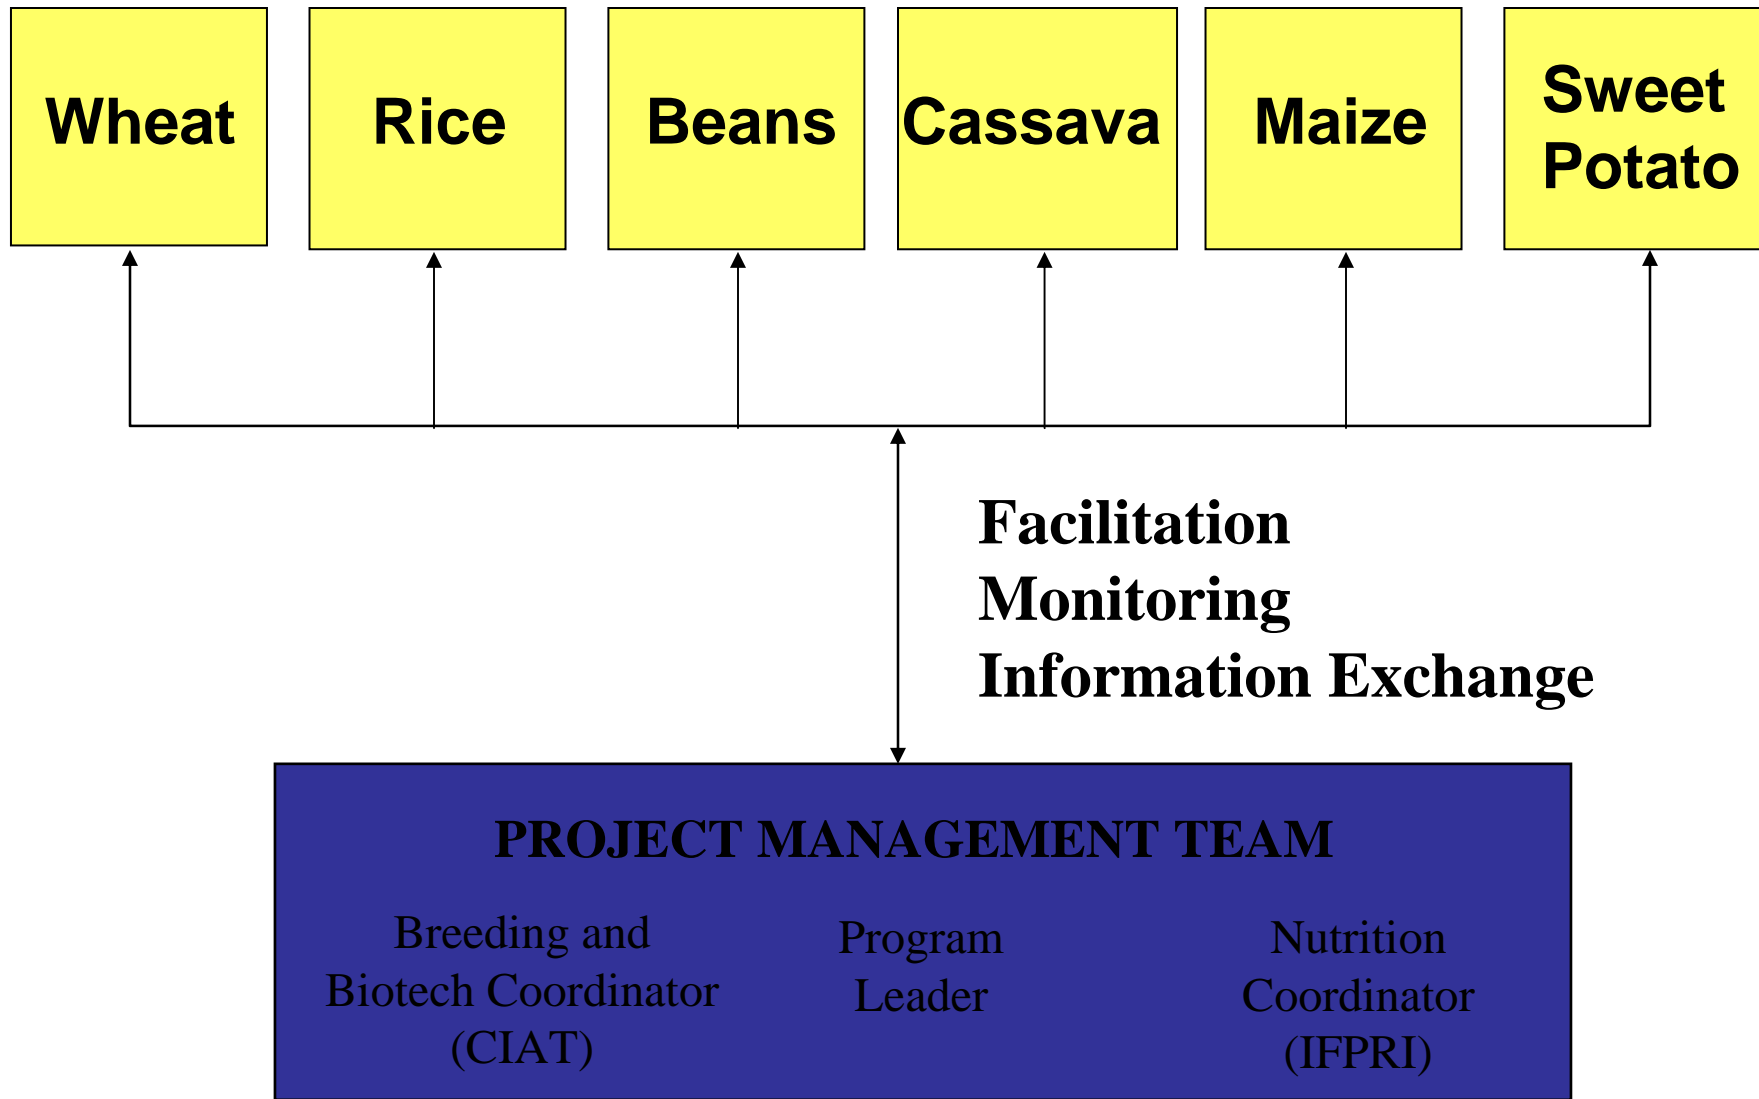 Wheat
Rice
Beans
Cassava
Maize
Sweet
Potato
Facilitation
Monitoring
Information Exchange
PROJECT MANAGEMENT TEAM
Breeding and
Biotech Coordinator
(CIAT)
Program
Leader
Nutrition
Coordinator
(IFPRI)